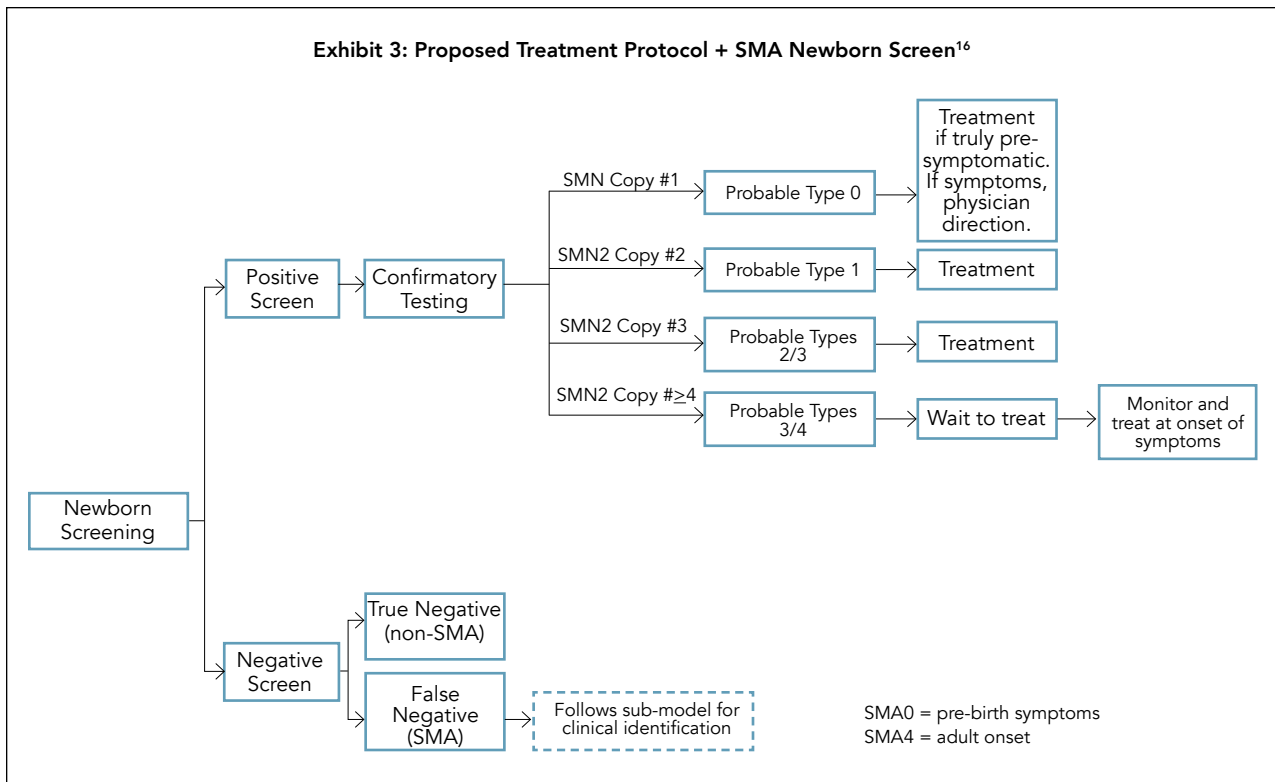 Exhibit 3: Proposed Treatment Protocol + SMA Newborn Screen¹⁶
Treatment
if truly pre-
symptomatic.
If symptoms,
physician
direction.
SMN Copy #1
Probable Type 0
SMN2 Copy #2
Positive
Screen
Confirmatory
Testing
Probable Type 1
Treatment
SMN2 Copy #3
Probable Types
2/3
Treatment
SMN2 Copy #≥4
Probable Types
3/4
Wait to treat
Monitor and
treat at onset of
symptoms
Newborn
Screening
True Negative
(non-SMA)
Negative
Screen
False
Negative
(SMA)
Follows sub-model for
clinical identification
SMA0 = pre-birth symptoms
SMA4 = adult onset